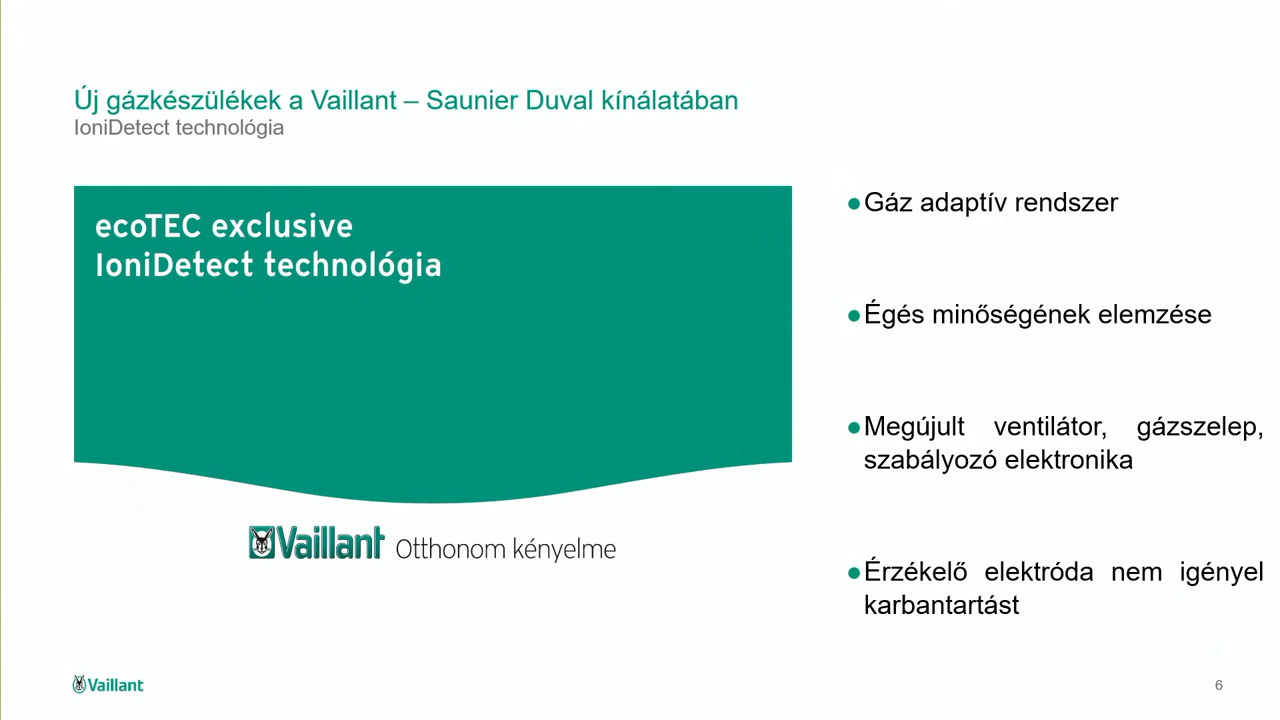 Új gázkészülékek a Vaillant – Saunier Duval kínálatában
IoniDetect technológia
ecoTEC exclusive
IoniDetect technológia
Vaillant Otthonom kényelme
●Gáz adaptív rendszer
●Égés minőségének elemzése
●Megújult ventilátor, gázszelep,
szabályozó elektronika
●Érzékelő elektróda nem igényel
karbantartást
Vaillant
6